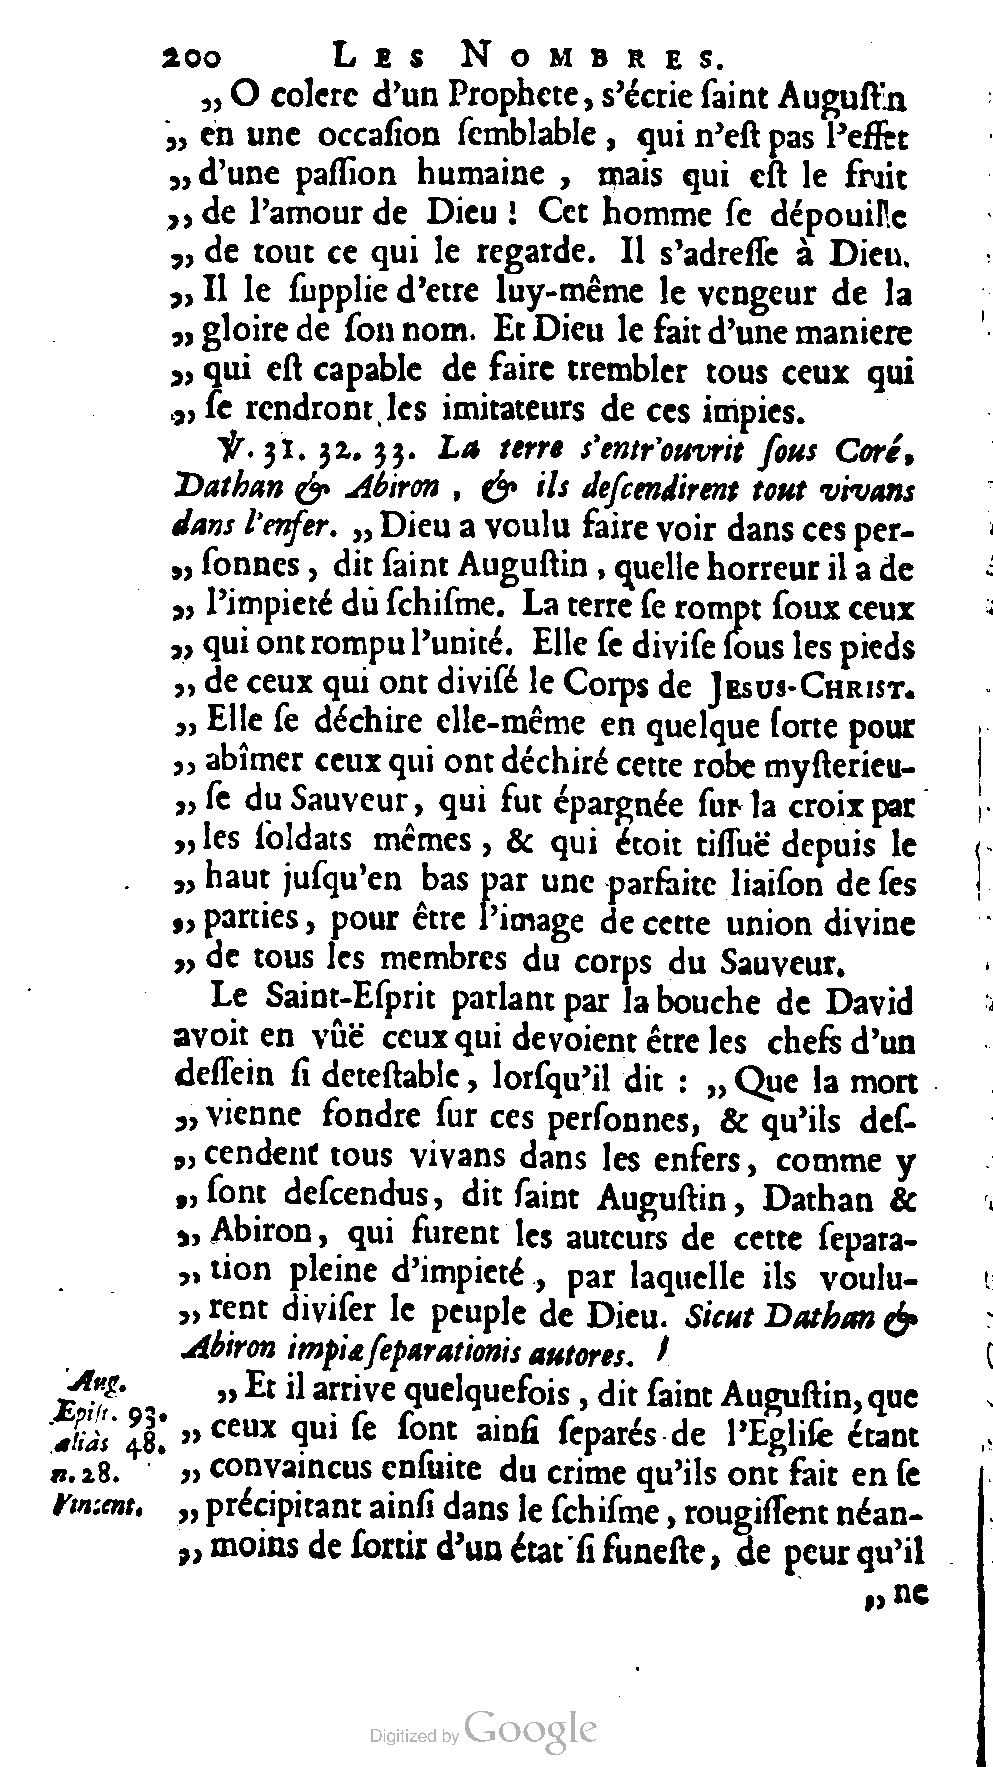 200 LES NOMBRES.
„ O colere d'un Prophete, s'écrie ſaint Auguſtin
„ en une occaſion ſemblable, qui n'eſt pas l'effet
„ d'une paſſion humaine, mais qui eſt le fruit
„ de l'amour de Dieu ! Cet homme ſe dépouille
„ de tout ce qui le regarde. Il s'adreſſe à Dieu.
„ Il le ſupplie d'etre luy-même le vengeur de la
„ gloire de ſon nom. Et Dieu le fait d'une maniere
„ qui eſt capable de faire trembler tous ceux qui
„ ſe rendront les imitateurs de ces impies.
℣. 31. 32. 33. La terre s'entr'ouvrit ſous Coré,
Dathan & Abiron, & ils deſcendirent tout vivans
dans l'enfer. „ Dieu a voulu faire voir dans ces per-
„ ſonnes, dit ſaint Auguſtin, quelle horreur il a de
„ l'impieté du ſchiſme. La terre ſe rompt ſoux ceux
„ qui ont rompu l'unité. Elle ſe diviſe ſous les pieds
„ de ceux qui ont diviſé le Corps de JESUS-CHRIST.
„ Elle ſe déchire elle-même en quelque ſorte pour
„ abîmer ceux qui ont déchiré cette robe myſterieu-
„ ſe du Sauveur, qui fut épargnée ſur la croix par
„ les ſoldats mêmes, & qui étoit tiſſuë depuis le
„ haut juſqu'en bas par une parfaite liaiſon de ſes
„ parties, pour être l'image de cette union divine
„ de tous les membres du corps du Sauveur.
Le Saint-Eſprit parlant par la bouche de David
avoit en vûë ceux qui devoient être les chefs d'un
deſſein ſi deteſtable, lorſqu'il dit : „ Que la mort
„ vienne fondre ſur ces perſonnes, & qu'ils deſ-
„ cendent tous vivans dans les enfers, comme y
„ ſont deſcendus, dit ſaint Auguſtin, Dathan &
„ Abiron, qui furent les auteurs de cette ſepara-
„ tion pleine d'impieté, par laquelle ils voulu-
„ rent diviſer le peuple de Dieu. Sicut Dathan &
Abiron impiæ ſeparationis autores.
Aug.
Epiſt. 93.
aliàs 48.
n. 28.
Vincent.
„ Et il arrive quelquefois, dit ſaint Auguſtin, que
„ ceux qui ſe ſont ainſi ſeparés de l'Egliſe étant
„ convaincus enſuite du crime qu'ils ont fait en ſe
„ précipitant ainſi dans le ſchiſme, rougiſſent néan-
„ moins de ſortir d'un état ſi funeſte, de peur qu'il
„ ne
Digitized by Google